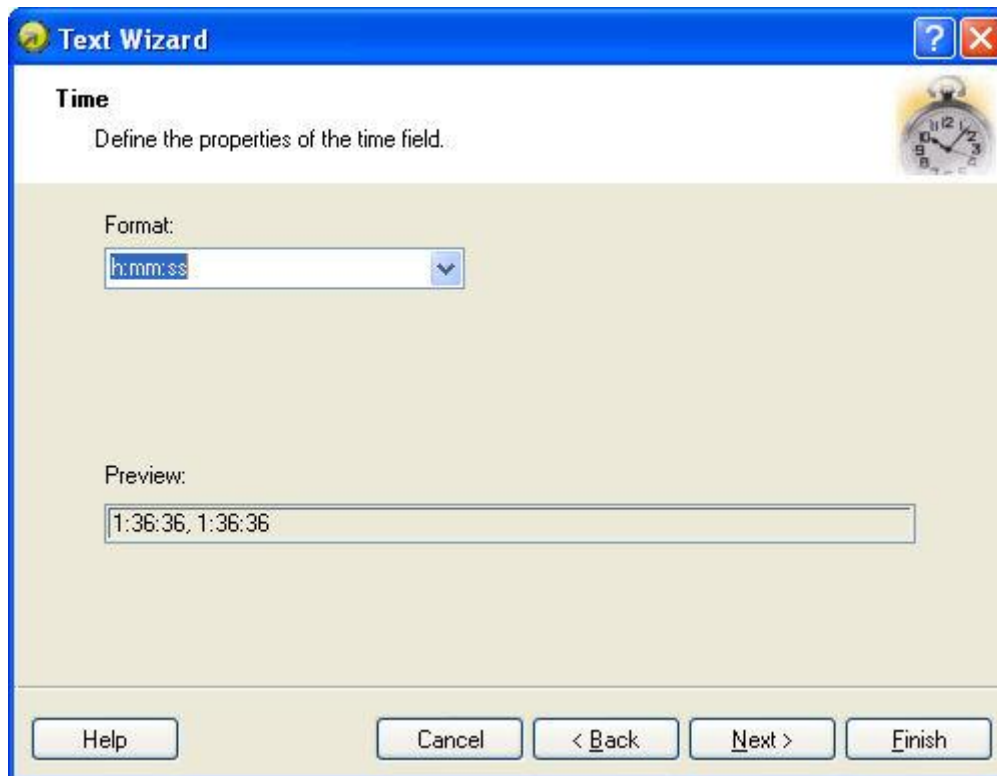 Text Wizard
Time
Define the properties of the time field.
Format:
h:mm:ss
Preview:
1:36:36, 1:36:36
Help Cancel < Back Next > Finish